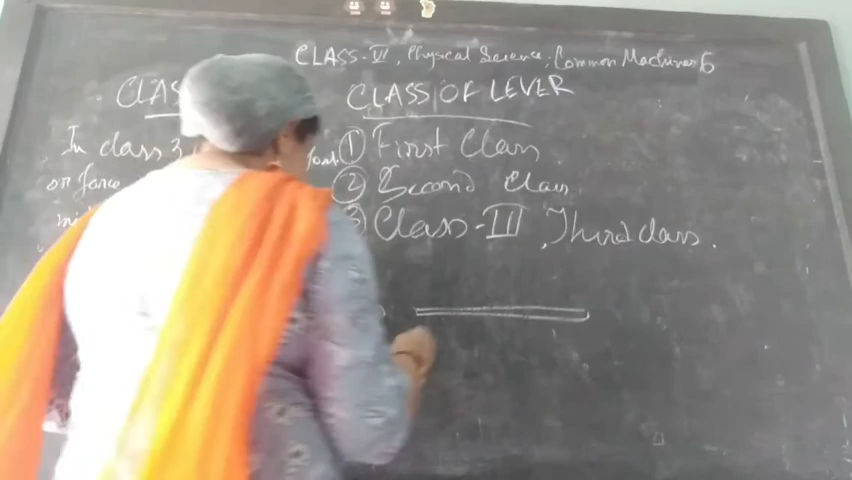 CLASS-VI, Physical Science, Common Machines 6
CLAS
CLASS OF LEVER
In class 3
or force
① First Class
② Second Class
③ Class-III, Third class.